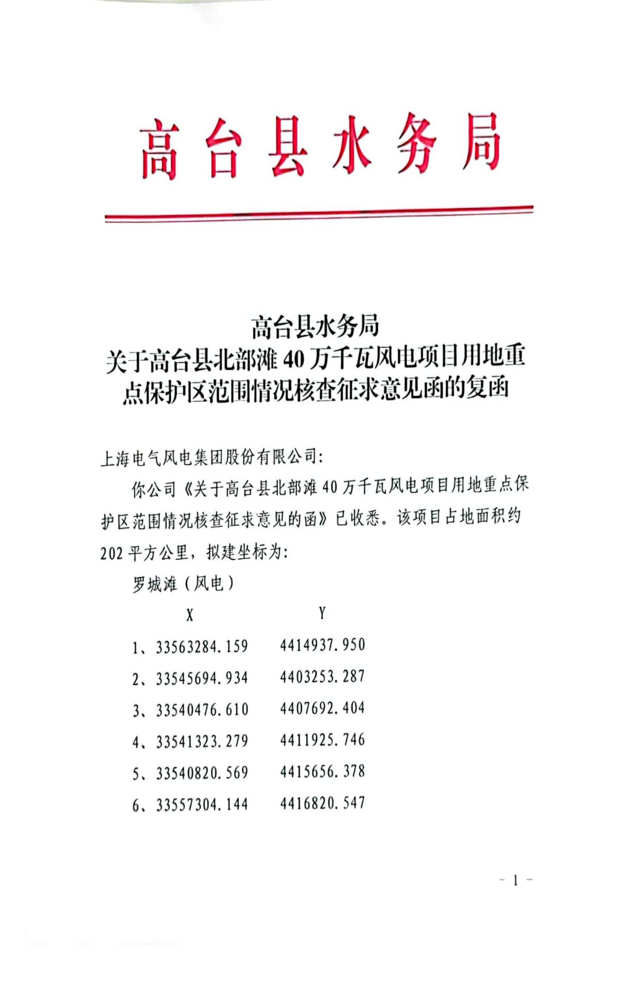 高台县水务局
高台县水务局
关于高台县北部滩 40 万千瓦风电项目用地重
点保护区范围情况核查征求意见函的复函
上海电气风电集团股份有限公司:
你公司《关于高台县北部滩 40 万千瓦风电项目用地重点保
护区范围情况核查征求意见的函》已收悉。该项目占地面积约
202 平方公里，拟建坐标为:
罗城滩（风电）
X Y
1、33563284.159 4414937.950
2、33545694.934 4403253.287
3、33540476.610 4407692.404
4、33541323.279 4411925.746
5、33540820.569 4415656.378
6、33557304.144 4416820.547
- 1 -